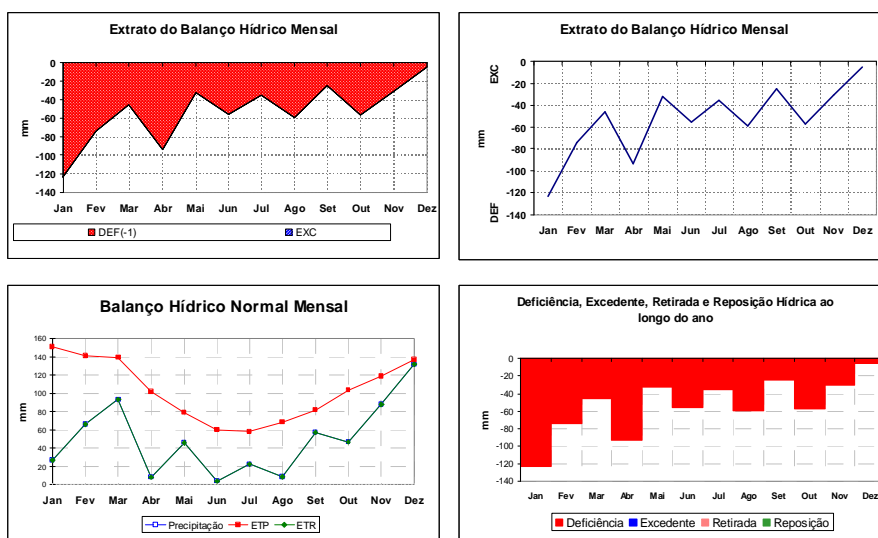 Extrato do Balanço Hídrico Mensal
0
-20
-40
-60
-80
-100
-120
-140
mm
Jan Fev Mar Abr Mai Jun Jul Ago Set Out Nov Dez
DEF(-1) EXC
Extrato do Balanço Hídrico Mensal
EXC
0
-20
-40
-60
-80
-100
-120
-140
mm
DEF
Jan Fev Mar Abr Mai Jun Jul Ago Set Out Nov Dez
Balanço Hídrico Normal Mensal
160
140
120
100
80
60
40
20
0
mm
Jan Fev Mar Abr Mai Jun Jul Ago Set Out Nov Dez
Precipitação ETP ETR
Deficiência, Excedente, Retirada e Reposição Hídrica ao
longo do ano
0
-20
-40
-60
-80
-100
-120
-140
mm
Jan Fev Mar Abr Mai Jun Jul Ago Set Out Nov Dez
Deficiência Excedente Retirada Reposição